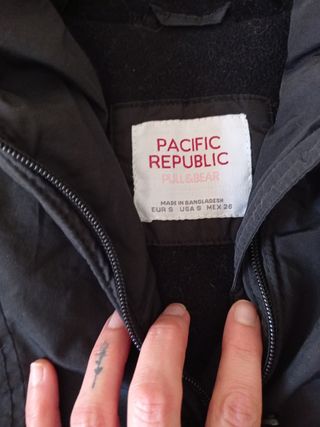 PACIFIC
REPUBLIC
PULL&BEAR
MADE IN BANGLADESH
EUR S USA S MEX 26